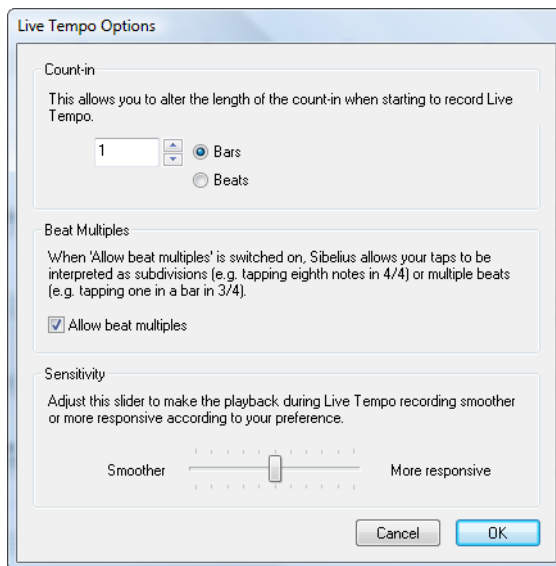 Live Tempo Options
Count-in
This allows you to alter the length of the count-in when starting to record Live
Tempo.
1
Bars
Beats
Beat Multiples
When 'Allow beat multiples' is switched on, Sibelius allows your taps to be
interpreted as subdivisions (e.g. tapping eighth notes in 4/4) or multiple beats
(e.g. tapping one in a bar in 3/4).
Allow beat multiples
Sensitivity
Adjust this slider to make the playback during Live Tempo recording smoother
or more responsive according to your preference.
Smoother More responsive
Cancel OK